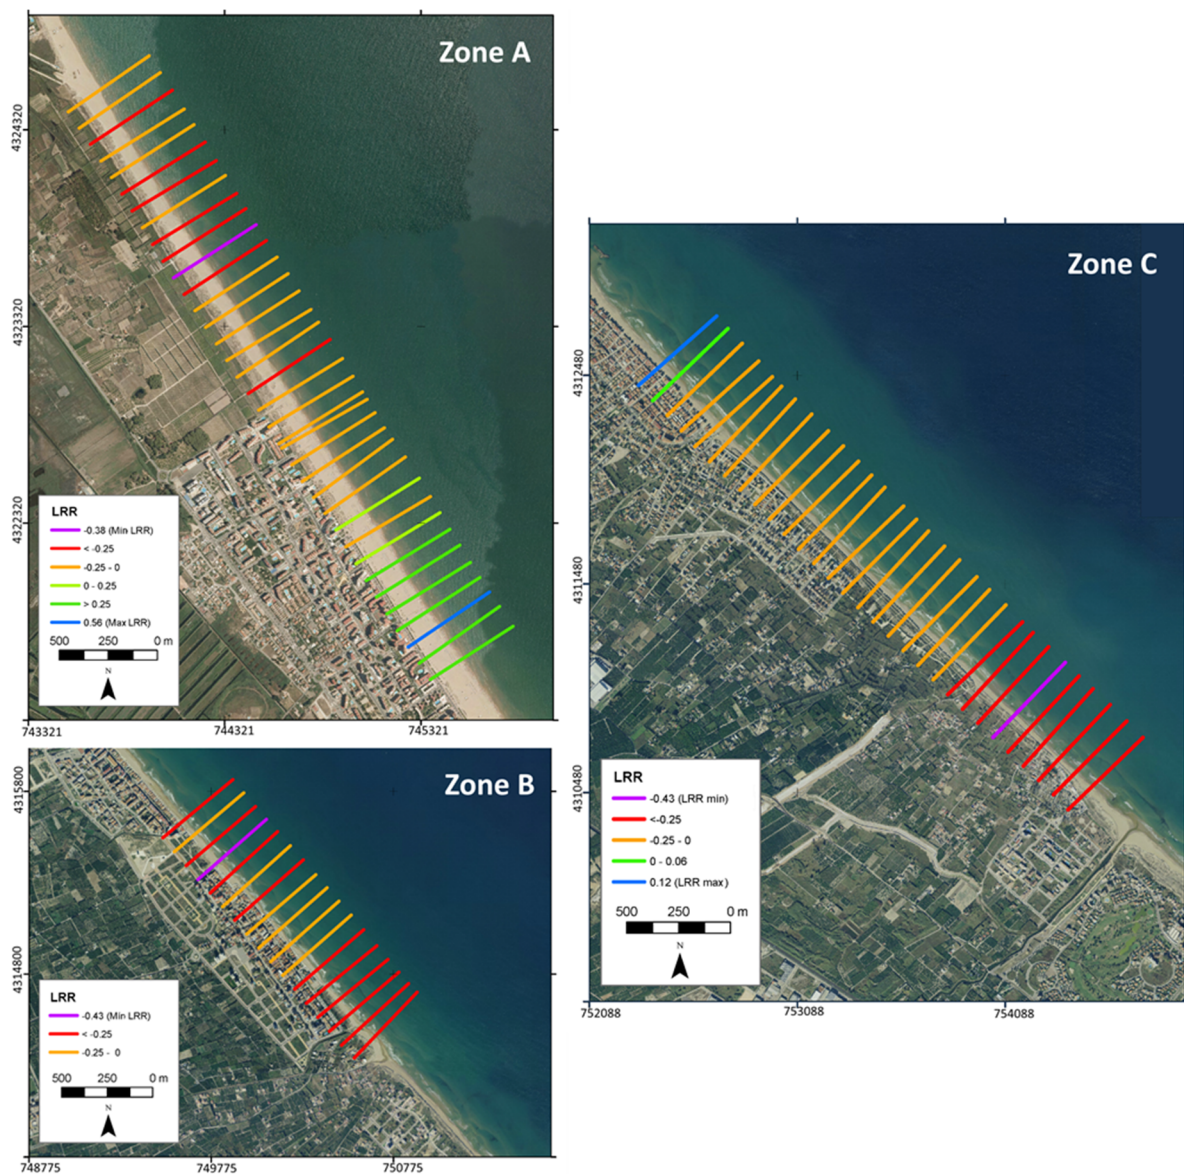 Zone A
4324320
4323320
4322320
LRR
-0.38 (Min LRR)
< -0.25
-0.25 - 0
0 - 0.25
> 0.25
0.56 (Max LRR)
500 250 0 m
N
743321 744321 745321
Zone B
4315800
4314800
LRR
-0.43 (Min LRR)
< -0.25
-0.25 - 0
500 250 0 m
N
748775 749775 750775
Zone C
4312480
4311480
4310480
LRR
-0.43 (LRR min)
<-0.25
-0.25 - 0
0 - 0.06
0.12 (LRR max)
500 250 0 m
N
752088 753088 754088